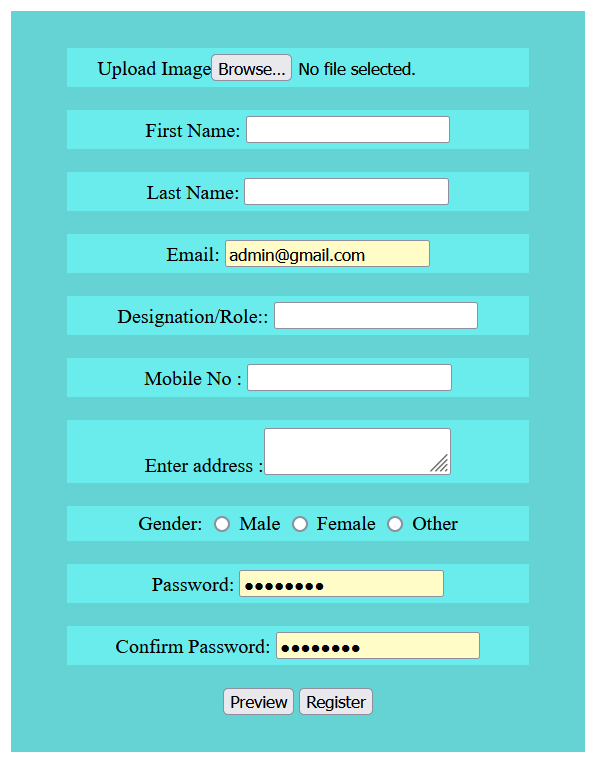 Upload Image Browse... No file selected.
First Name:
Last Name:
Email: admin@gmail.com
Designation/Role::
Mobile No :
Enter address :
Gender: Male Female Other
Password: ●●●●●●●●
Confirm Password: ●●●●●●●●
Preview Register